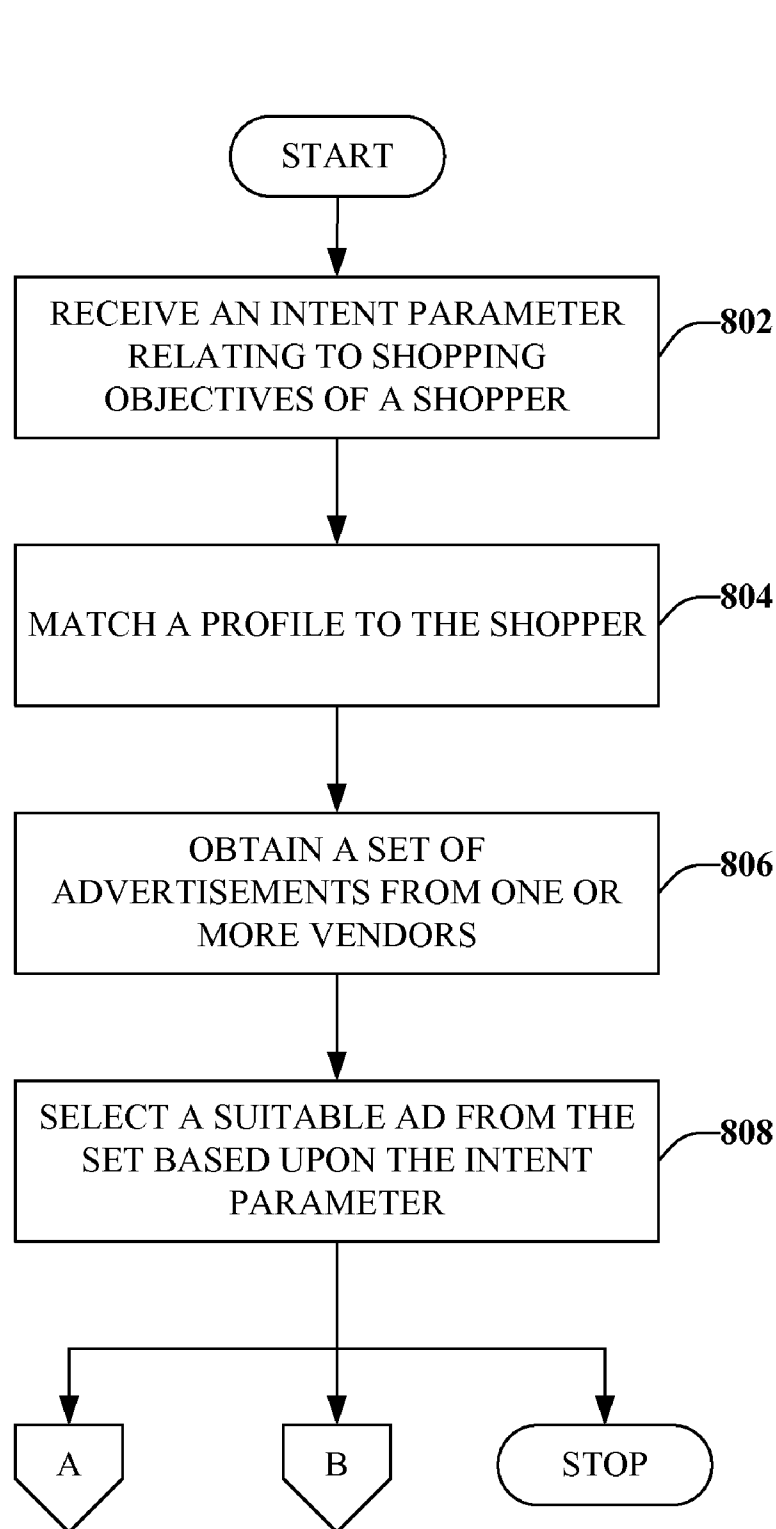 START
RECEIVE AN INTENT PARAMETER
RELATING TO SHOPPING
OBJECTIVES OF A SHOPPER
802
MATCH A PROFILE TO THE SHOPPER
804
OBTAIN A SET OF
ADVERTISEMENTS FROM ONE OR
MORE VENDORS
806
SELECT A SUITABLE AD FROM THE
SET BASED UPON THE INTENT
PARAMETER
808
A
B
STOP